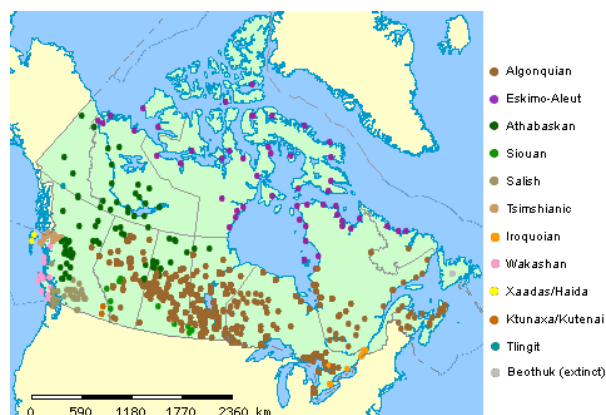 Algonquian
Eskimo-Aleut
Athabaskan
Siouan
Salish
Tsimshianic
Iroquoian
Wakashan
Xaadas/Haida
Ktunaxa/Kutenai
Tlingit
Beothuk (extinct)
0 590 1180 1770 2360 km